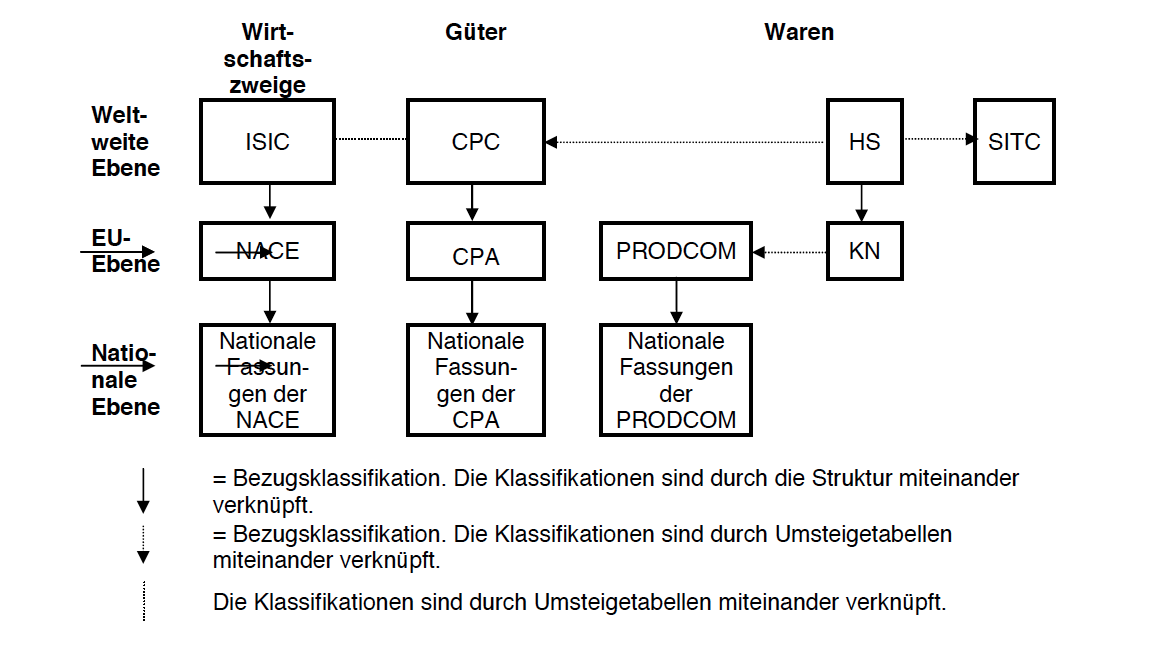 Wirt-
schafts-
zweige
Güter
Waren
Welt-
weite
Ebene
ISIC
CPC
HS
SITC
EU-
Ebene
NACE
CPA
PRODCOM
KN
Natio-
nale
Ebene
Nationale
Fassun-
gen der
NACE
Nationale
Fassun-
gen der
CPA
Nationale
Fassungen
der
PRODCOM
= Bezugsklassifikation. Die Klassifikationen sind durch die Struktur miteinander
verknüpft.
= Bezugsklassifikation. Die Klassifikationen sind durch Umsteigetabellen
miteinander verknüpft.
Die Klassifikationen sind durch Umsteigetabellen miteinander verknüpft.